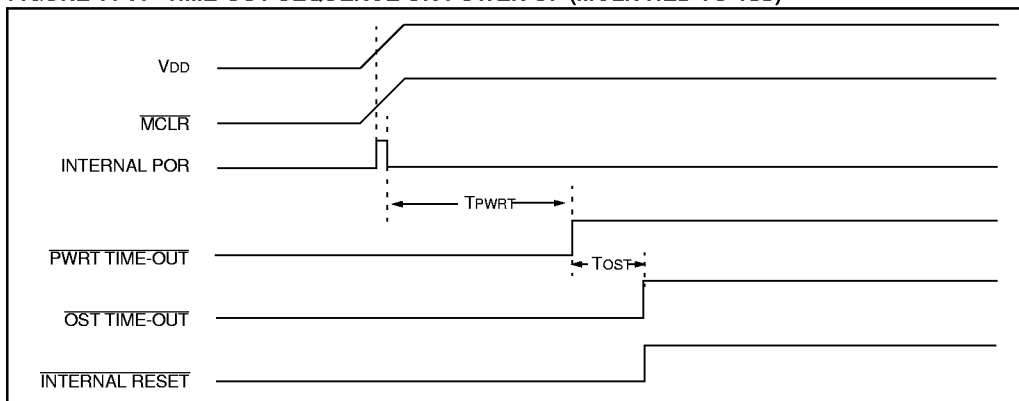 VDD
MCLR
INTERNAL POR
TPWRT
PWRT TIME-OUT
TOST
OST TIME-OUT
INTERNAL RESET